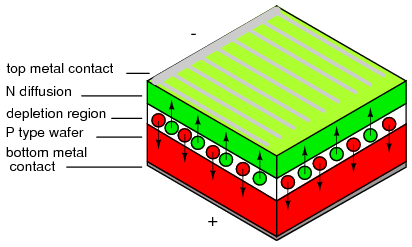 -
top metal contact
N diffusion
depletion region
P type wafer
bottom metal
contact
+